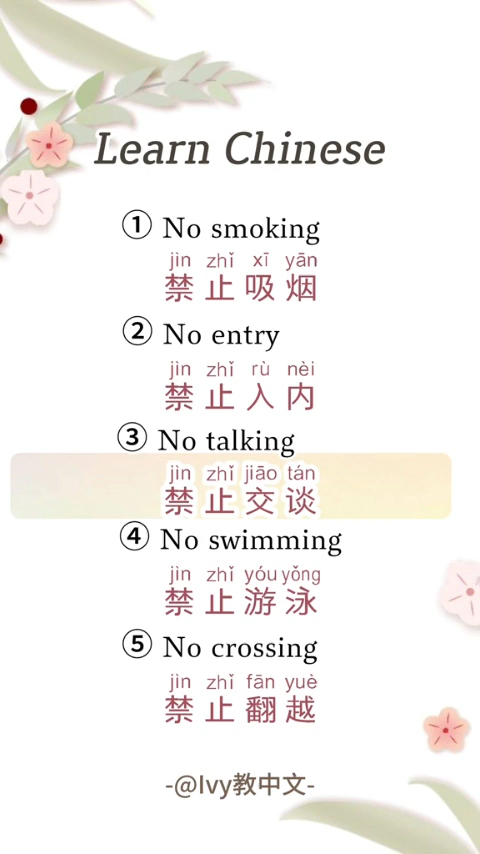 Learn Chinese
① No smoking
jìn zhǐ xī yān
禁止吸烟
② No entry
jìn zhǐ rù nèi
禁止入内
③ No talking
jìn zhǐ jiāo tán
禁止交谈
④ No swimming
jìn zhǐ yóu yǒng
禁止游泳
⑤ No crossing
jìn zhǐ fān yuè
禁止翻越
-@Ivy教中文-